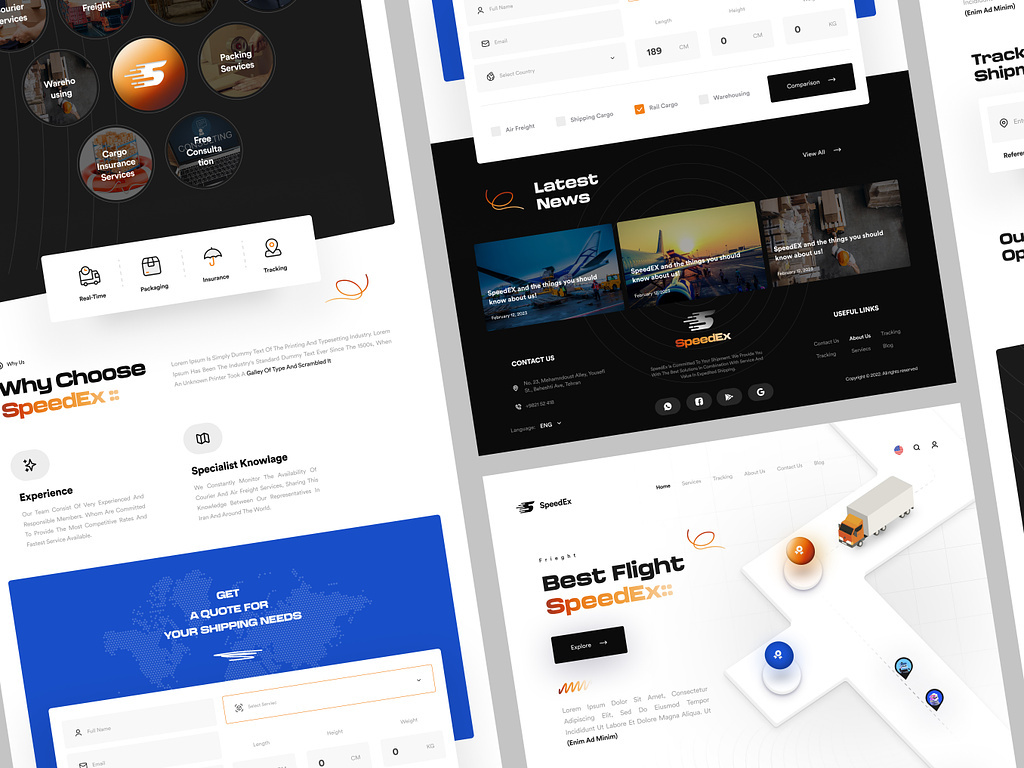 Courier
Services
Freight
Wareho
using
Packing
Services
Cargo
Insurance
Services
Free
Consulta
tion
Real-Time
Packaging
Insurance
Tracking
Why Us
Why Choose
SpeedEx
Lorem Ipsum Is Simply Dummy Text Of The Printing And Typesetting Industry. Lorem
Ipsum Has Been The Industry's Standard Dummy Text Ever Since The 1500s, When
An Unknown Printer Took A Galley Of Type And Scrambled It
Experience
Our Team Consist Of Very Experienced And
Responsible Members, Whom Are Committed
To Provide The Most Competitive Rates And
Fastest Service Available.
Specialist Knowlage
We Constantly Monitor The Availability Of
Courier And Air Freight Services, Sharing This
Knowledge Between Our Representatives In
Iran And Around The World.
GET
A QUOTE FOR
YOUR SHIPPING NEEDS
Full Name
Email
Select Service
Length
CM
Height
0
CM
Weight
0
KG
Full Name
Email
Select Country
Length
189
CM
Height
0
CM
0
KG
Air Freight
Shipping Cargo
Rail Cargo
Warehousing
Comparison
Latest
News
View All
SpeedEX and the things you should
know about us!
February 12, 2023
SpeedEX and the things you should
know about us!
February 12, 2023
SpeedEX and the things you should
know about us!
February 12, 2023
CONTACT US
No. 23, Mohamndoust Alley, Yousefi
St., Beheshti Ave, Tehran
+9821 52 418
Language:
ENG
SpeedEx
SpeedEx Is Committed To Your Shipment. We Provide You
With The Best Solutions In Combination With Service And
Value In Expedited Shipping.
USEFUL LINKS
Contact Us
About Us
Tracking
Tracking
Services
Blog
Copyright © 2022. All rights reserved
SpeedEx
Home
Services
Tracking
About Us
Contact Us
Blog
Frieght
Best Flight
SpeedEx
Explore
Lorem Ipsum Dolor Sit Amet, Consectetur
Adipiscing Elit, Sed Do Eiusmod Tempor
Incididunt Ut Labore Et Dolore Magna Aliqua. Ut
(Enim Ad Minim)
(Enim Ad Minim)
Track
Shipm
Ente
Refere
Ou
Op